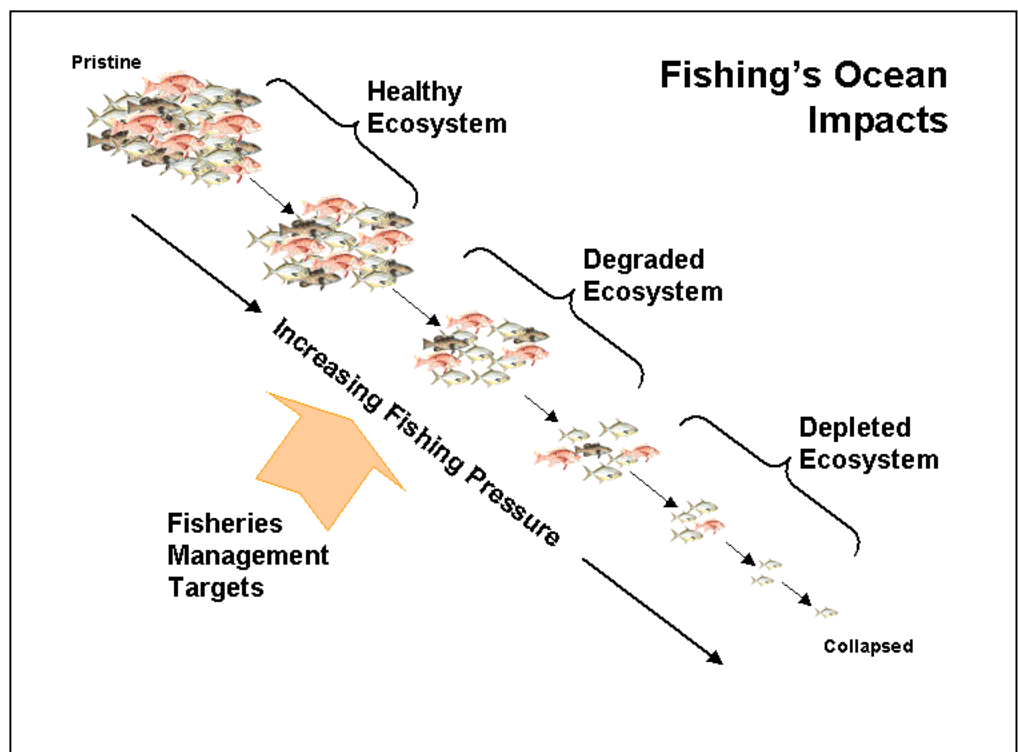 Pristine
Fishing's Ocean
Impacts
Healthy
Ecosystem
Degraded
Ecosystem
Increasing Fishing Pressure
Depleted
Ecosystem
Fisheries
Management
Targets
Collapsed